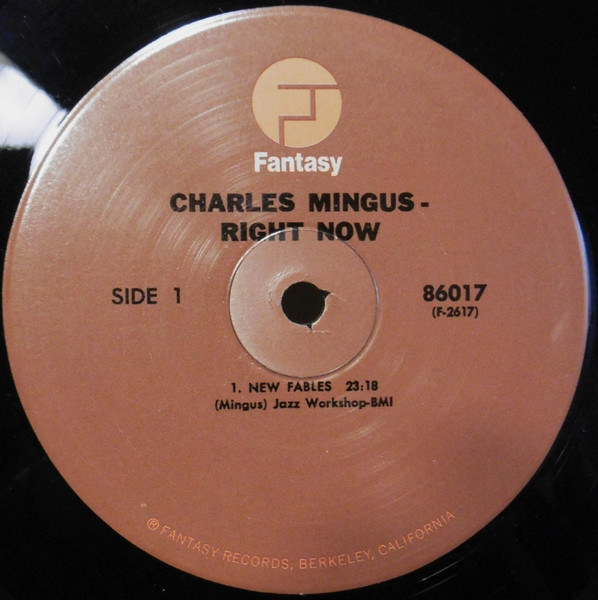 Fantasy
CHARLES MINGUS -
RIGHT NOW
SIDE 1
86017
(F-2617)
1. NEW FABLES 23:18
(Mingus) Jazz Workshop-BMI
℗ FANTASY RECORDS, BERKELEY, CALIFORNIA